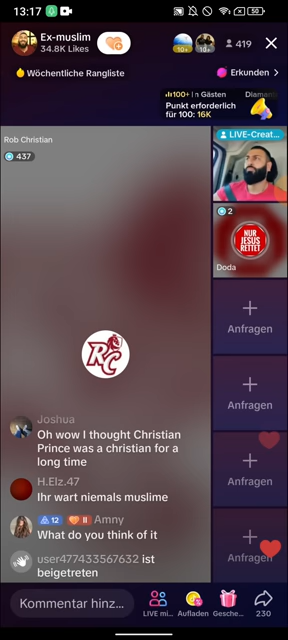 13:17
50
Ex-muslim
34.8K Likes
10+
10+
419
Wöchentliche Rangliste
Erkunden
100+ in Gästen
Diaman
Punkt erforderlich
für 100: 16K
Rob Christian
437
LIVE-Creat...
2
NUR
JESUS
RETTET
Doda
RC
Anfragen
Anfragen
Anfragen
Anfragen
Joshua
Oh wow I thought Christian
Prince was a christian for a
long time
H.Elz.47
Ihr wart niemals muslime
12
II
Amny
What do you think of it
user477433567632 ist
beigetreten
Kommentar hinz...
LIVE mi...
Aufladen
Gesche...
230